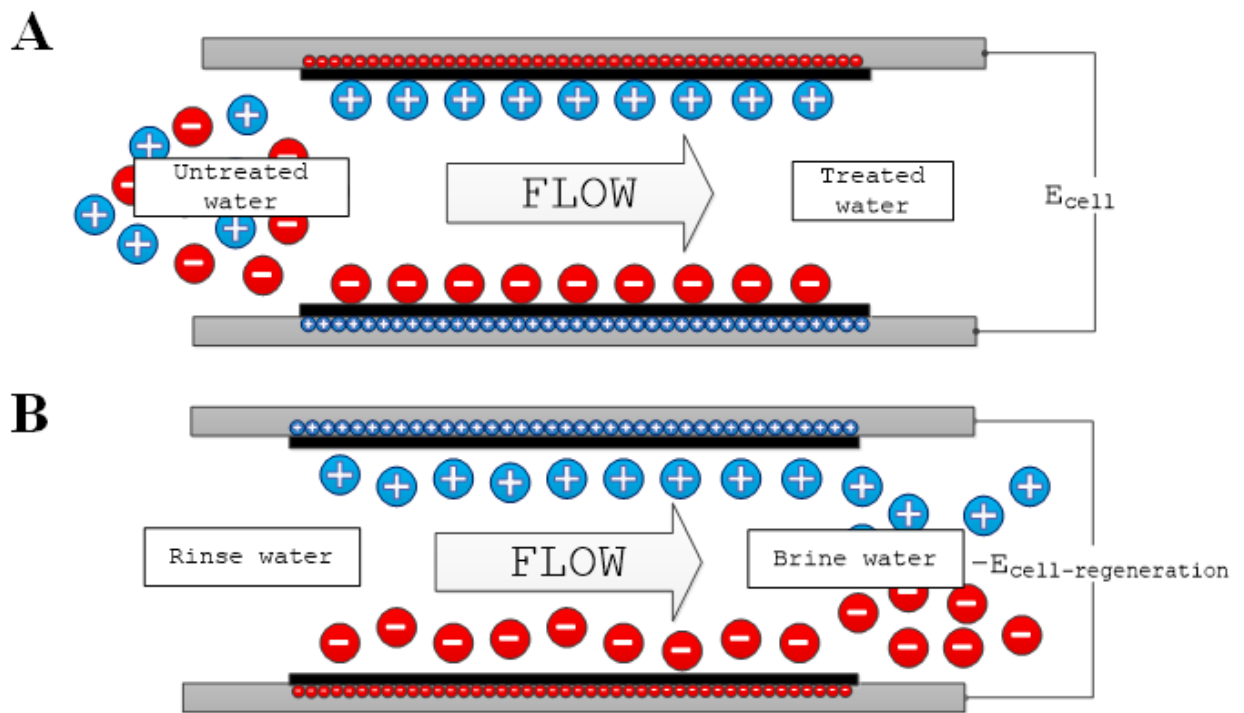 A
Untreated
water
FLOW
Treated
water
Ecell
B
Rinse water
FLOW
Brine water
-Ecell-regeneration